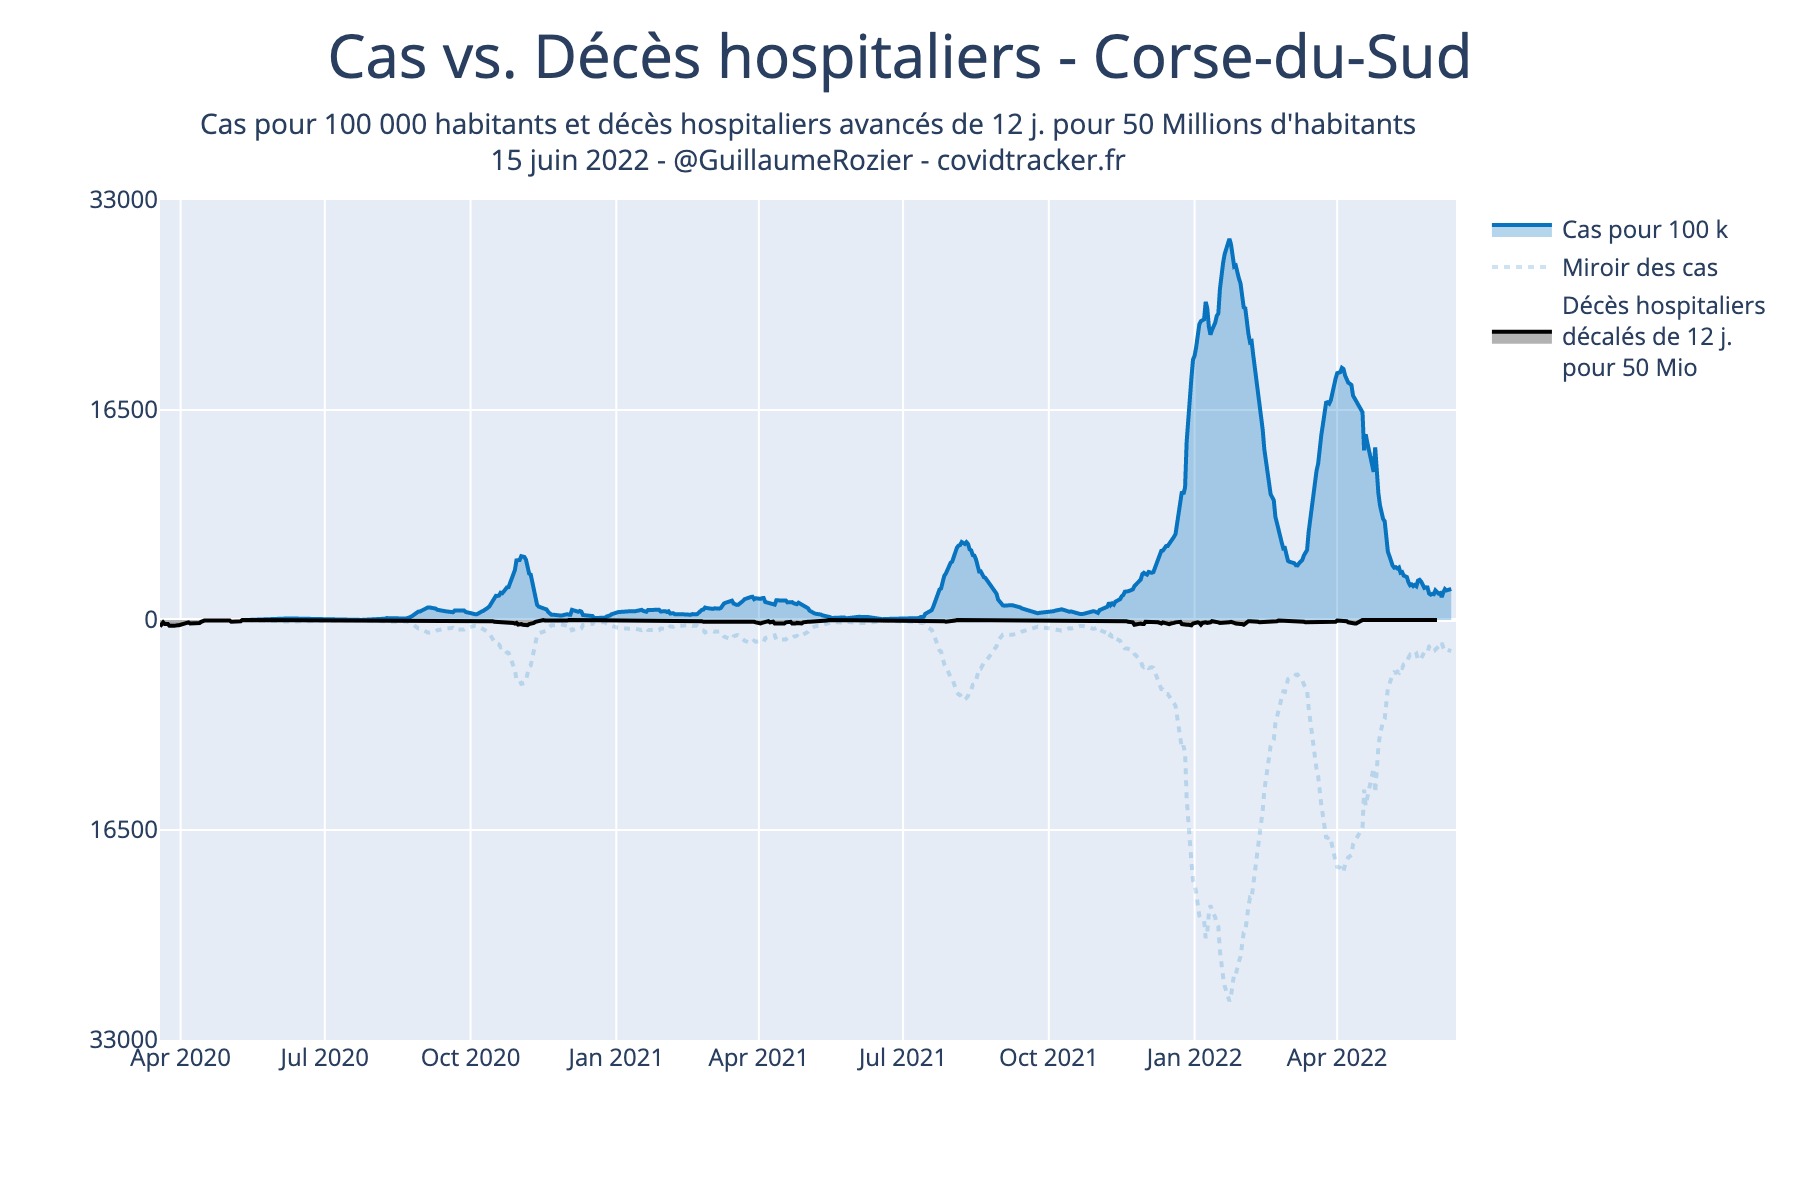 Cas vs. Décès hospitaliers - Corse-du-Sud
Cas pour 100 000 habitants et décès hospitaliers avancés de 12 j. pour 50 Millions d'habitants
15 juin 2022 - @GuillaumeRozier - covidtracker.fr
33000
16500
0
16500
33000
Apr 2020
Jul 2020
Oct 2020
Jan 2021
Apr 2021
Jul 2021
Oct 2021
Jan 2022
Apr 2022
Cas pour 100 k
Miroir des cas
Décès hospitaliers
décalés de 12 j.
pour 50 Mio